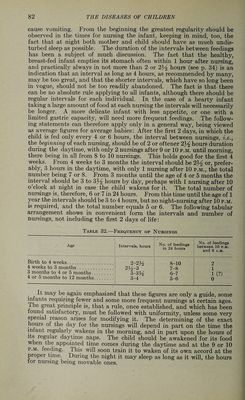 82 THE DISEASES OF CHILDREN
cause vomiting. From the beginning the greatest regularity should be
observed in the times for nursing the infant, keeping in mind, too, the
fact that at night both mother and child should have as much undis-
turbed sleep as possible. The duration of the intervals between feedings
has been a subject of much discussion. The fact that the healthy,
breast-fed infant empties its stomach often within 1 hour after nursing,
and practically always in not more than 2 or 2½ hours (see p. 34) is an
indication that an interval as long as 4 hours, as recommended by many,
may be too great, and that the shorter intervals, which have so long been
in vogue, should not be too readily abandoned. The fact is that there
can be no absolute rule applying to all infants, although there should be
regular intervals for each individual. In the case of a hearty infant
taking a large amount of food at each nursing the intervals will necessarily
be longer. A more delicate infant with less appetite, or one with a
limited gastric capacity, will need more frequent feeding. The follow-
ing statements can therefore apply only in a general way, being viewed
as average figures for average babies: After the first 2 days, in which the
child is fed only every 4 or 6 hours, the interval between nursings, i.e.,
the beginning of each nursing, should be of 2 or oftener 2½ hours duration
during the daytime, with only 2 nursings after 9 or 10 P.M. until morning,
there being in all from 8 to 10 nursings. This holds good for the first 4
weeks. From 4 weeks to 3 months the interval should be 2½ or, prefer-
ably, 3 hours in the daytime, with only 1 nursing after 10 P.M., the total
number being 7 or 8. From 3 months until the age of 4 or 5 months the
interval should be 3 to 3½ hours by day, perhaps with 1 nursing after 10
o'clock at night in case the child wakens for it. The total number of
nursings is, therefore, 6 or 7 in 24 hours. From this time until the age of 1
year the interval should be 3 to 4 hours, but no night-nursing after 10 P.M.
is required, and the total number equals 5 or 6. The following tabular
arrangement shows in convenient form the intervals and number of
nursings, not including the first 2 days of life:
TABLE 32.—FREQUENCY OF NURSINGS
Age Intervals, hours No. of feedings in 24 hours No. of feedings between 10 P.M. and 6 A.M.
Birth to 4 weeks 2–2½ 8–10 2
4 weeks to 3 months 2½–3 7–8 1
3 months to 4 or 5 months 3–3½ 6–7 1 (?)
4 or 5 months to 12 months 3–4 5–6 0
It may be again emphasized that these figures are only a guide, some
infants requiring fewer and some more frequent nursings at certain ages.
The great principle is, that a rule, once established, and which has been
found satisfactory, must be followed with uniformity, unless some very
special reason arises for modifying it. The determining of the exact
hours of the day for the nursings will depend in part on the time the
infant regularly wakens in the morning, and in part upon the hours of
its regular daytime naps. The child should be awakened for its food
when the appointed time comes during the daytime and at the 9 or 10
P.M. feeding. This will soon train it to waken of its own accord at the
proper time. During the night it may sleep as long as it will, the hours
for nursing being movable ones.